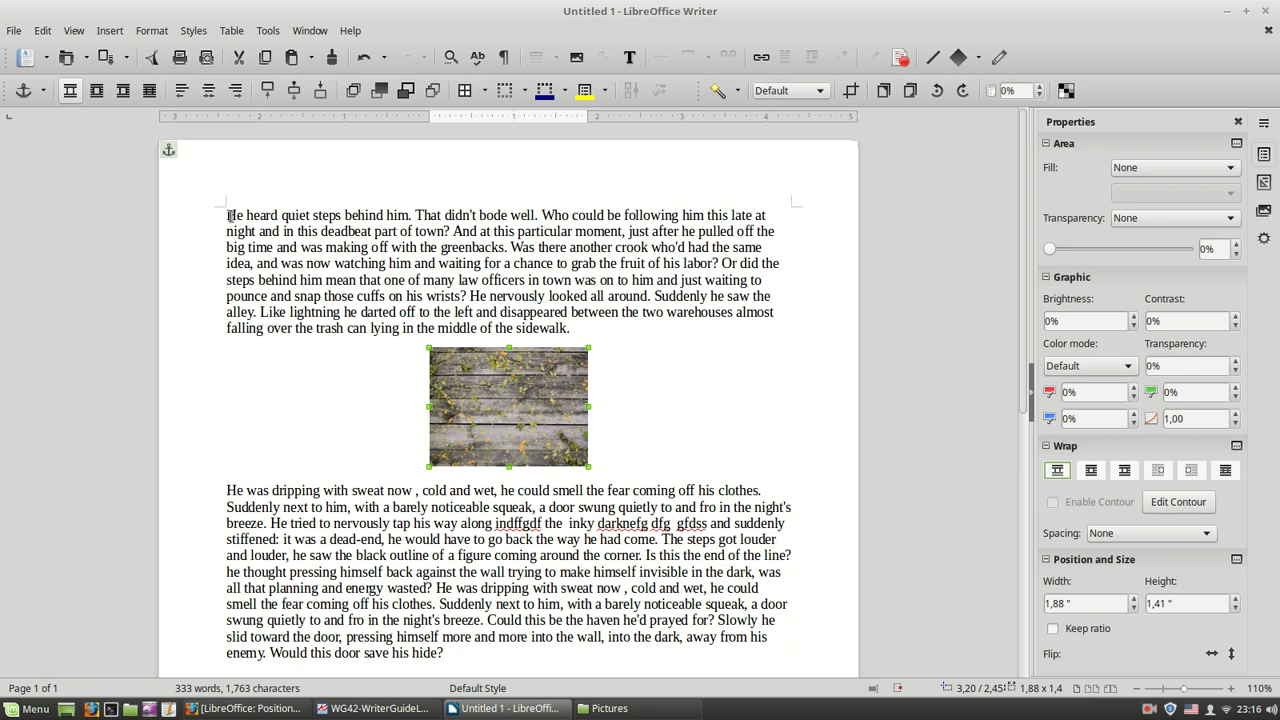 Untitled 1 - LibreOffice Writer
File Edit View Insert Format Styles Table Tools Window Help
Default
0%
3 2 1 1 2 3 4 5
Properties
Area
Fill: None
Transparency: None
0%
Graphic
Brightness: Contrast:
0% 0%
Color mode: Transparency:
Default 0%
0% 0%
0% 1,00
Wrap
Enable Contour Edit Contour
Spacing: None
Position and Size
Width: Height:
1,88 " 1,41 "
Keep ratio
Flip:
He heard quiet steps behind him. That didn't bode well. Who could be following him this late at
night and in this deadbeat part of town? And at this particular moment, just after he pulled off the
big time and was making off with the greenbacks. Was there another crook who'd had the same
idea, and was now watching him and waiting for a chance to grab the fruit of his labor? Or did the
steps behind him mean that one of many law officers in town was on to him and just waiting to
pounce and snap those cuffs on his wrists? He nervously looked all around. Suddenly he saw the
alley. Like lightning he darted off to the left and disappeared between the two warehouses almost
falling over the trash can lying in the middle of the sidewalk.
He was dripping with sweat now , cold and wet, he could smell the fear coming off his clothes.
Suddenly next to him, with a barely noticeable squeak, a door swung quietly to and fro in the night's
breeze. He tried to nervously tap his way along indffgdf the  inky darknefg dfg  gfdss and suddenly
stiffened: it was a dead-end, he would have to go back the way he had come. The steps got louder
and louder, he saw the black outline of a figure coming around the corner. Is this the end of the line?
he thought pressing himself back against the wall trying to make himself invisible in the dark, was
all that planning and energy wasted? He was dripping with sweat now , cold and wet, he could
smell the fear coming off his clothes. Suddenly next to him, with a barely noticeable squeak, a door
swung quietly to and fro in the night's breeze. Could this be the haven he'd prayed for? Slowly he
slid toward the door, pressing himself more and more into the wall, into the dark, away from his
enemy. Would this door save his hide?
Page 1 of 1 333 words, 1,763 characters Default Style 3,20 / 2,45 1,88 x 1,4 110%
Menu [LibreOffice: Position... WG42-WriterGuideL... Untitled 1 - LibreOffi... Pictures 23:16